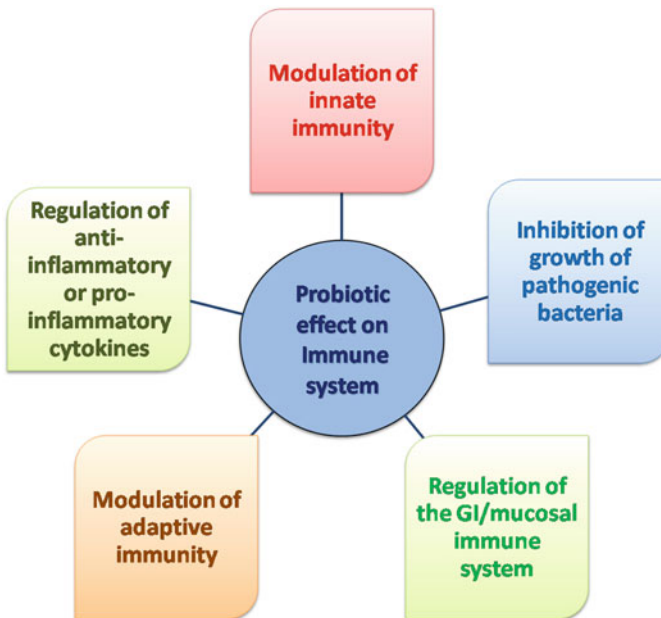 Modulation of
innate
immunity
Regulation of
anti-
inflammatory
or pro-
inflammatory
cytokines
Inhibition of
growth of
pathogenic
bacteria
Probiotic
effect on
Immune
system
Modulation of
adaptive
immunity
Regulation of
the GI/mucosal
immune
system